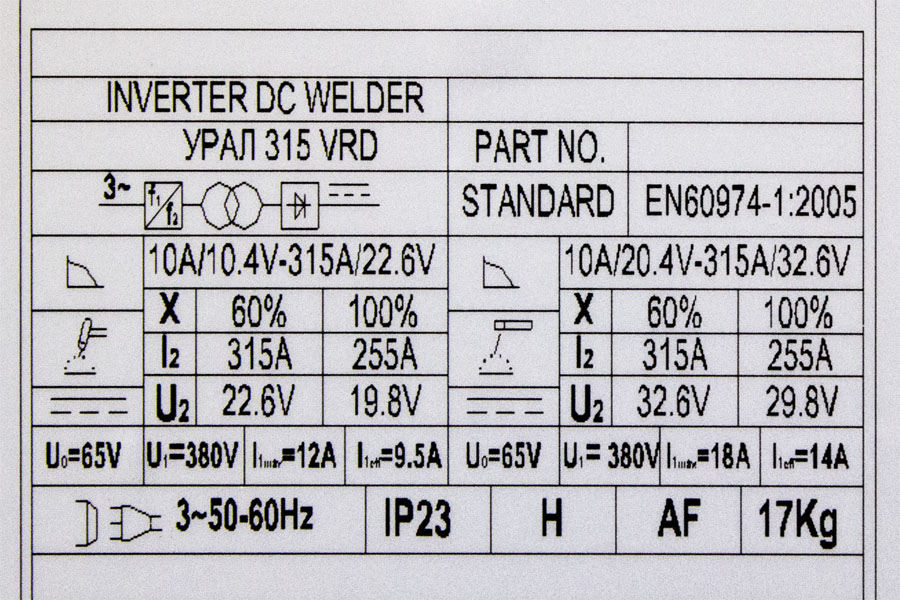 INVERTER DC WELDER
УРАЛ 315 VRD PART NO.
3~ f1 f2 STANDARD EN60974-1:2005
10A/10.4V-315A/22.6V 10A/20.4V-315A/32.6V
X 60% 100% X 60% 100%
I2 315A 255A I2 315A 255A
U2 22.6V 19.8V U2 32.6V 29.8V
U0=65V U1=380V I1max=12A I1eff=9.5A U0=65V U1= 380V I1max=18A I1eff=14A
3~50-60Hz IP23 H AF 17Kg